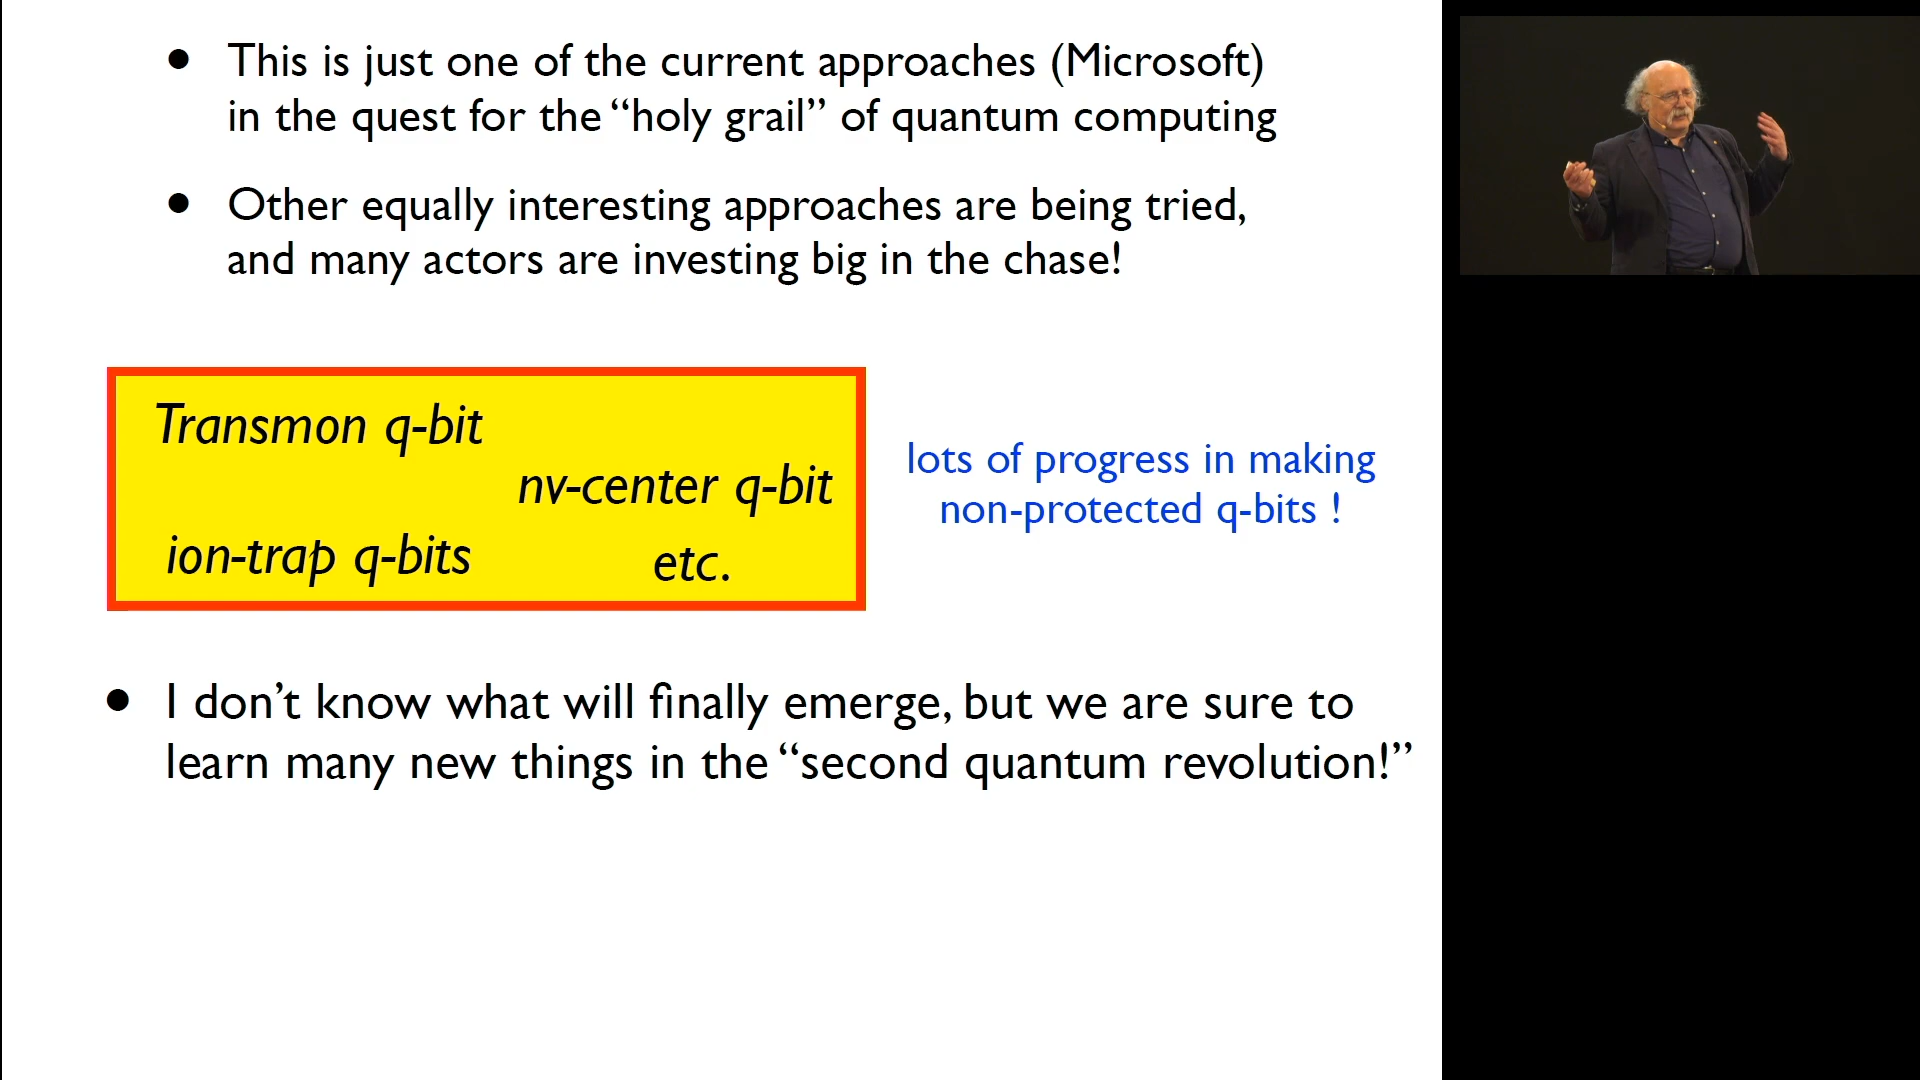 • This is just one of the current approaches (Microsoft)
in the quest for the “holy grail” of quantum computing
• Other equally interesting approaches are being tried,
and many actors are investing big in the chase!
Transmon q-bit
nv-center q-bit
ion-trap q-bits
etc.
lots of progress in making
non-protected q-bits !
• I don’t know what will finally emerge, but we are sure to
learn many new things in the “second quantum revolution!”